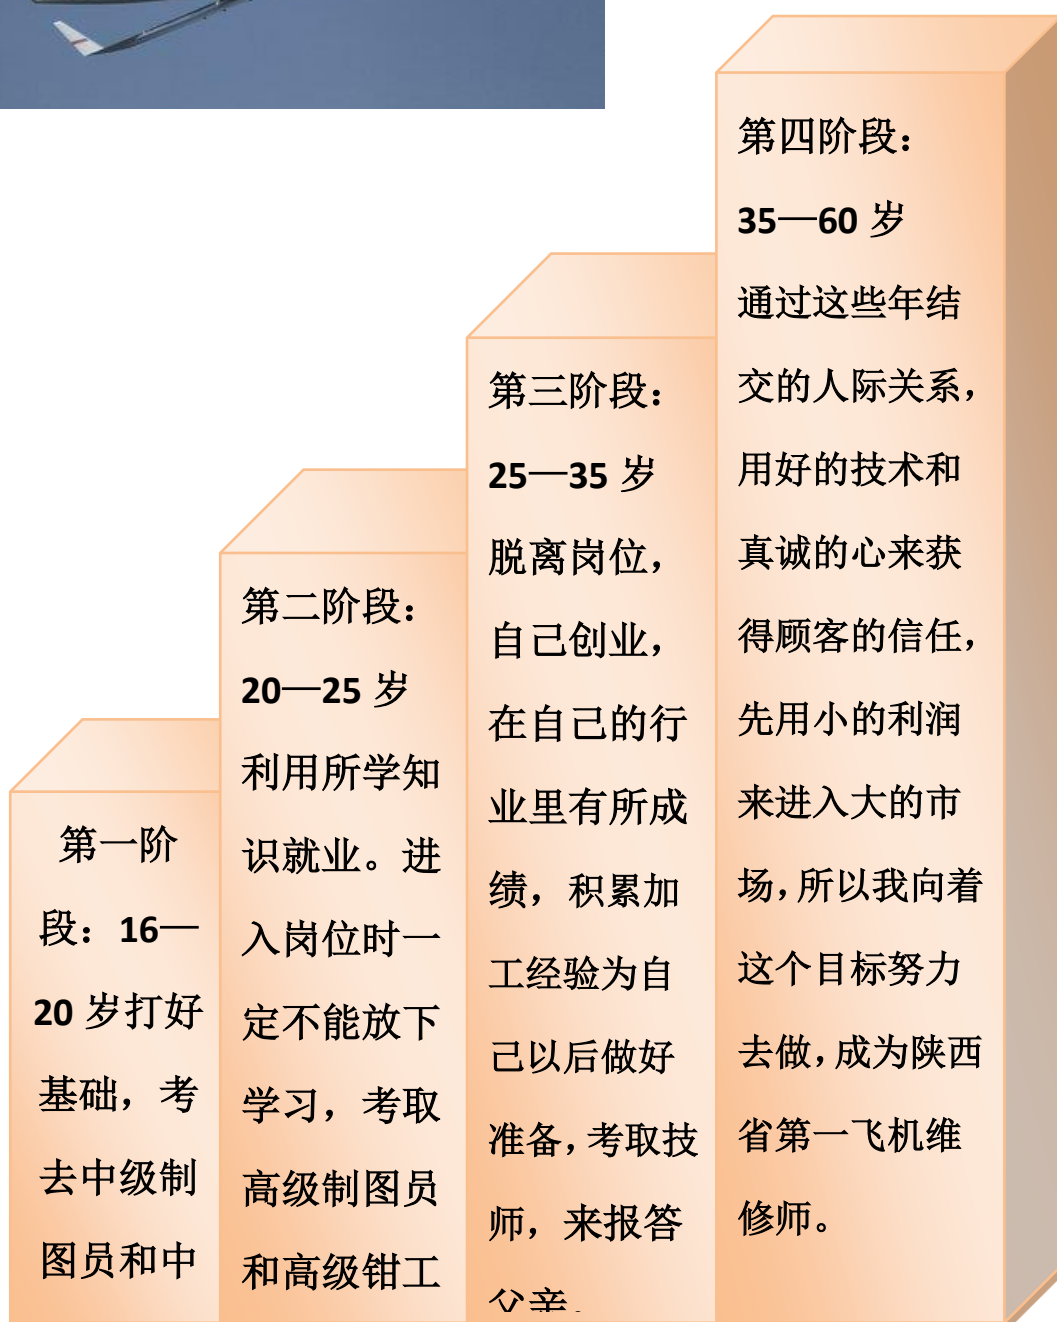 第一阶
段：16—
20 岁打好
基础，考
去中级制
图员和中
第二阶段：
20—25 岁
利用所学知
识就业。进
入岗位时一
定不能放下
学习，考取
高级制图员
和高级钳工
第三阶段：
25—35 岁
脱离岗位，
自己创业，
在自己的行
业里有所成
绩，积累加
工经验为自
己以后做好
准备，考取技
师，来报答
父亲.
第四阶段：
35—60 岁
通过这些年结
交的人际关系，
用好的技术和
真诚的心来获
得顾客的信任，
先用小的利润
来进入大的市
场，所以我向着
这个目标努力
去做，成为陕西
省第一飞机维
修师。